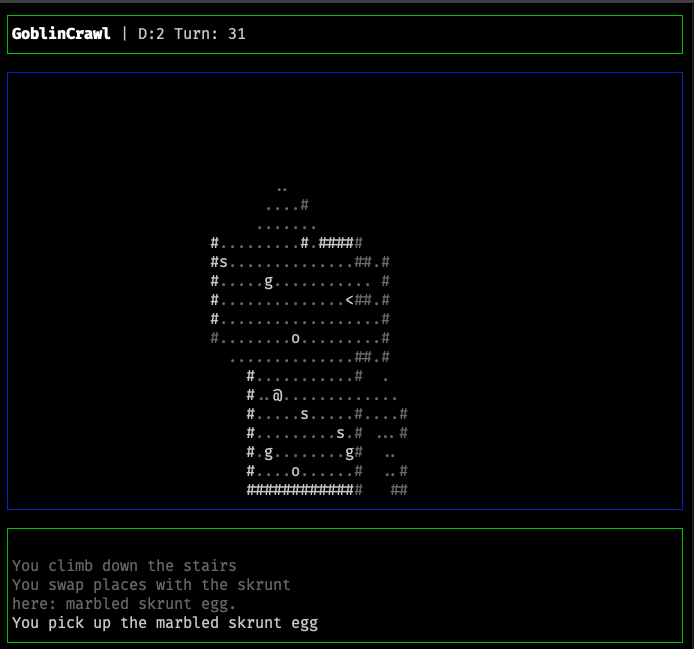 GoblinCrawl | D:2 Turn: 31
..
....#
.......
#.........#.#####
#s..............##.#
#.....g........... #
#..............<##.#
#..................#
#........o.........#
..............##.#
#...........# .
#..@.............
#.....s.....#....#
#..........s.# ...#
#.g........g# ..
#....o......# ..#
############# ##
You climb down the stairs
You swap places with the skrunt
here: marbled skrunt egg.
You pick up the marbled skrunt egg